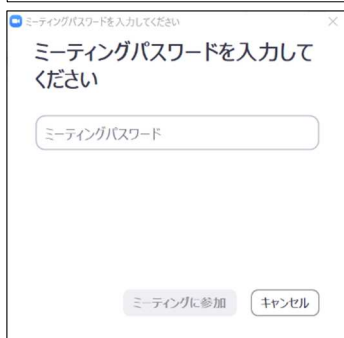 ミーティングパスワードを入力してください
ミーティングパスワードを入力して
ください
ミーティングパスワード
ミーティングに参加
キャンセル